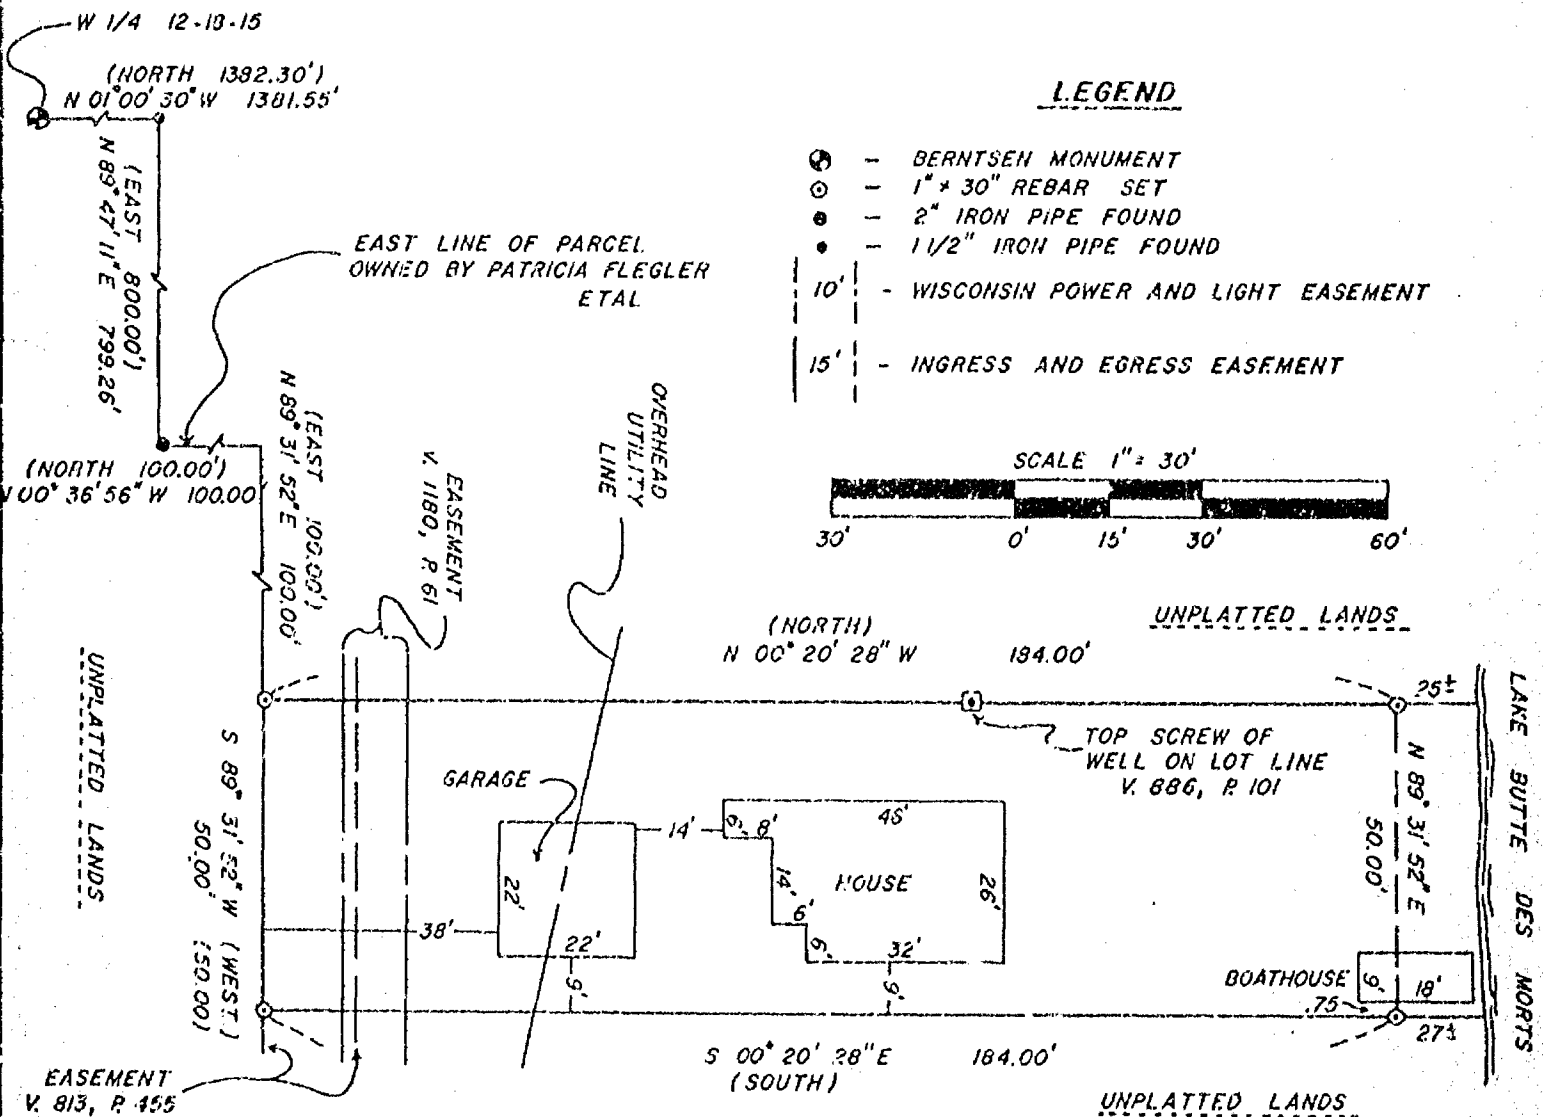 W 1/4 12-18-15
(NORTH 1382.30')
N 01°00'30"W 1381.55'
(EAST 800.00')
N 89°47'11"E 799.26'
EAST LINE OF PARCEL
OWNED BY PATRICIA FLEGLER
ETAL
(NORTH 100.00')
N 00°36'56"W 100.00
(EAST 100.00')
N 89°31'52"E 100.00'
LEGEND
- BERNTSEN MONUMENT
- 1" x 30" REBAR SET
- 2" IRON PIPE FOUND
- 1 1/2" IRON PIPE FOUND
10' - WISCONSIN POWER AND LIGHT EASEMENT
15' - INGRESS AND EGRESS EASEMENT
SCALE 1"= 30'
30' 0' 15' 30' 60'
EASEMENT
V. 1180, P. 61
OVERHEAD
UTILITY
LINE
UNPLATTED LANDS
(NORTH)
N 00°20'28"W 184.00'
25±
TOP SCREW OF
WELL ON LOT LINE
V. 886, P. 101
UNPLATTED LANDS
S 89°31'52"W (WEST)
50.00' (50.00)
GARAGE
22'
22'
38'
14'
9'
HOUSE
46'
6' 8'
14'
6'
6'
32'
26'
9'
N 89°31'52"E
50.00'
BOATHOUSE
9'
18'
.75
27±
LAKE BUTTE DES MORTS
S 00°20'28"E 184.00'
(SOUTH)
EASEMENT
V. 813, P. 455
UNPLATTED LANDS